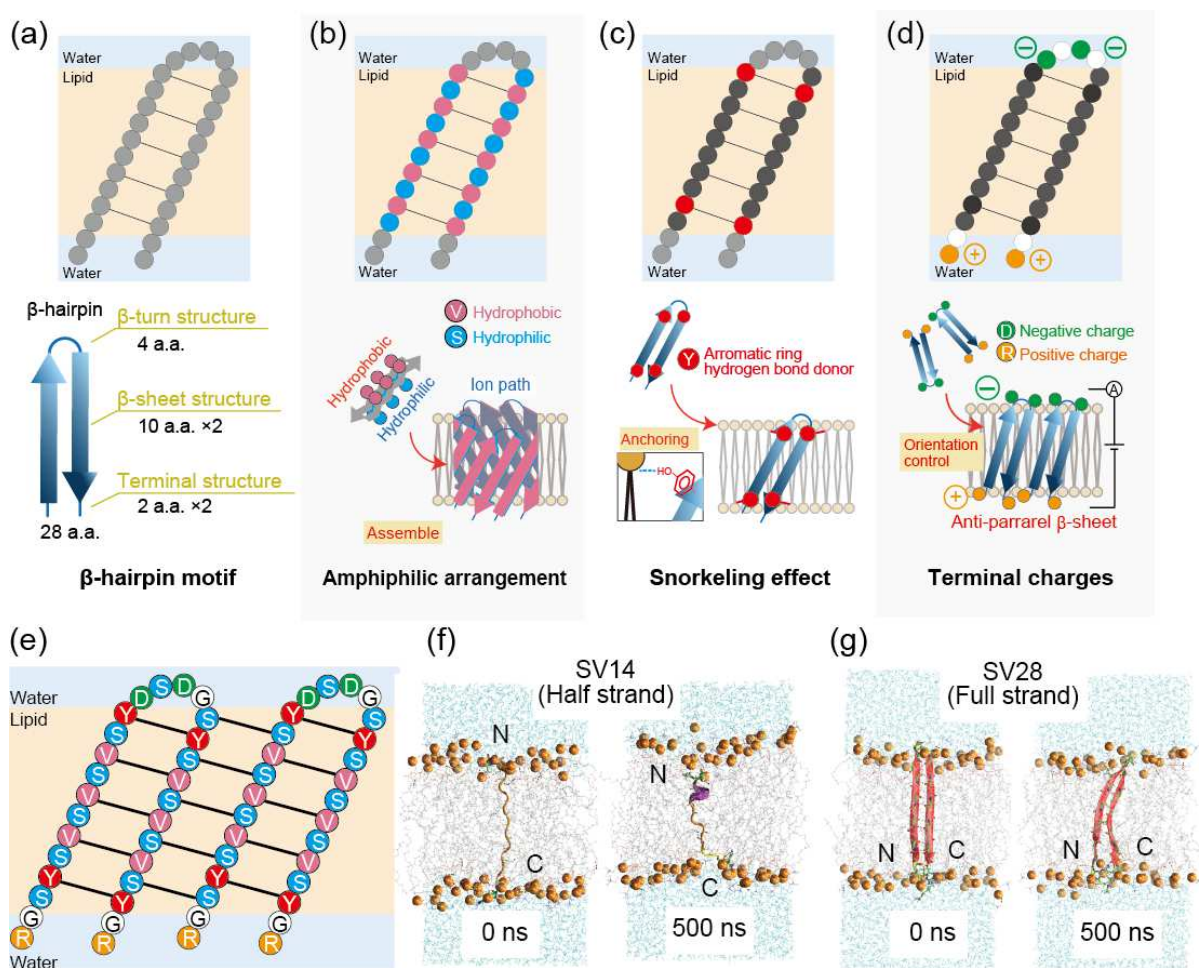 (a)
Water
Lipid
Water
β-hairpin
β-turn structure
4 a.a.
β-sheet structure
10 a.a. ×2
Terminal structure
2 a.a. ×2
28 a.a.
β-hairpin motif
(b)
Water
Lipid
Water
V Hydrophobic
S Hydrophilic
Hydrophobic
Hydrophilic
Ion path
Assemble
Amphiphilic arrangement
(c)
Water
Lipid
Water
Y Arromatic ring
hydrogen bond donor
Anchoring
HO
Snorkeling effect
(d)
− −
Water
Lipid
+ +
Water
D Negative charge
R Positive charge
−
A
Orientation
control
+
Anti-pararel β-sheet
Terminal charges
(e)
Water
Lipid
R G S Y S V S V S V S Y D S D G S Y S V S V S V S Y G R
R G S Y S V S V S V S Y D S D G S Y S V S V S V S Y G R
Water
(f)
SV14
(Half strand)
N
C
0 ns
N
C
500 ns
(g)
SV28
(Full strand)
N C
0 ns
N C
500 ns